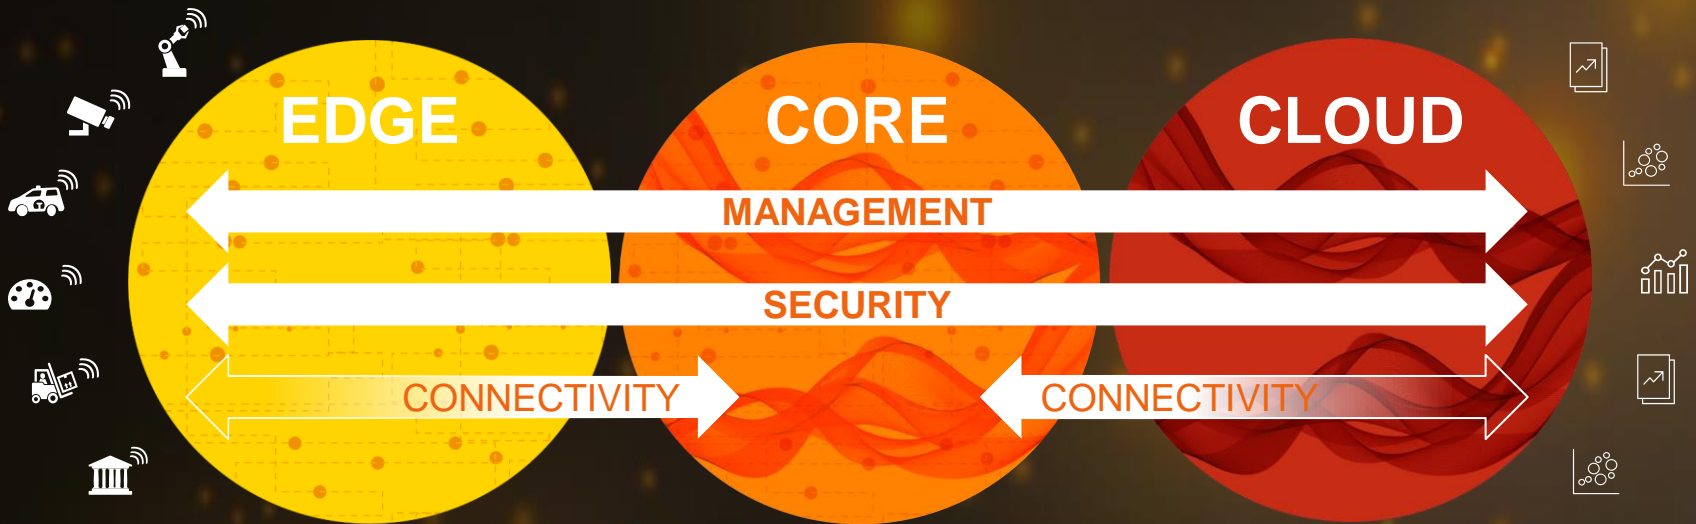 EDGE
CORE
CLOUD
MANAGEMENT
SECURITY
CONNECTIVITY
CONNECTIVITY